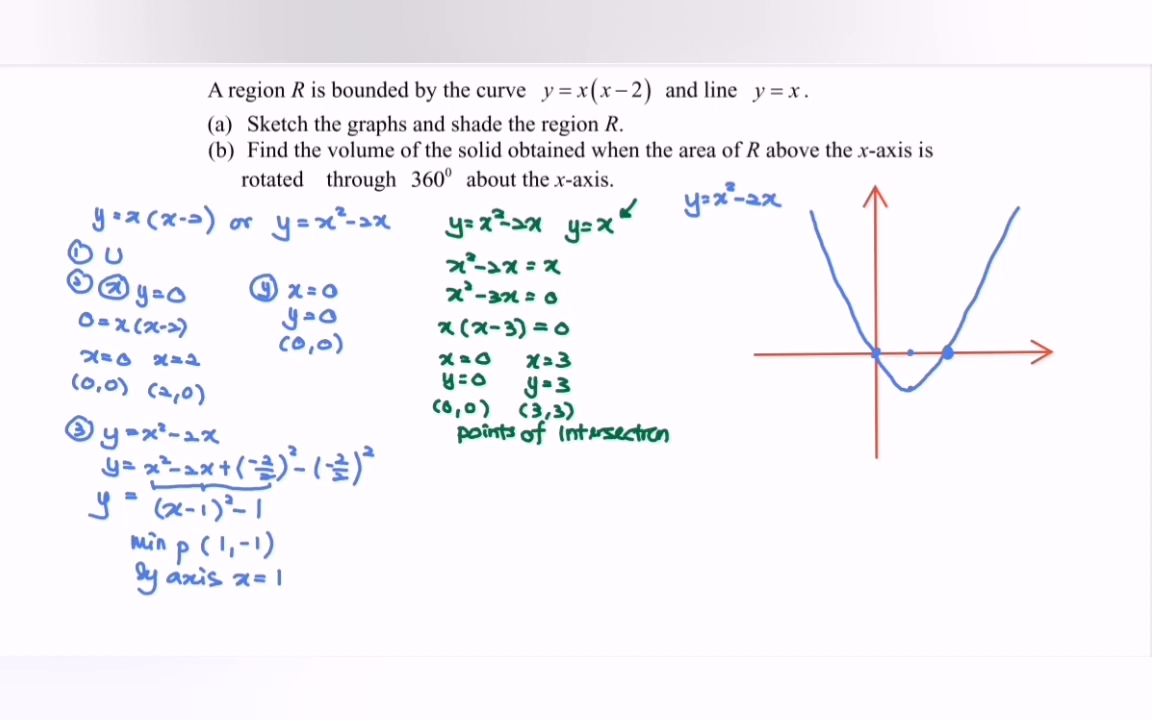 A region R is bounded by the curve y = x(x−2) and line y = x.
(a) Sketch the graphs and shade the region R.
(b) Find the volume of the solid obtained when the area of R above the x-axis is
rotated through 360⁰ about the x-axis.
y = x(x-2) or y = x²-2x
① U
② ⓧ y=0
0=x(x-2)
x=0 x=2
(0,0) (2,0)
ⓨ x=0
y=0
(0,0)
③ y=x²-2x
y= x²-2x+(-2/2)²-(-2/2)²
y = (x-1)²-1
min p (1,-1)
Sy axis x=1
y=x²-2x y=x
x²-2x=x
x²-3x=0
x(x-3)=0
x=0 x=3
y=0 y=3
(0,0) (3,3)
points of intersection
y=x²-2x